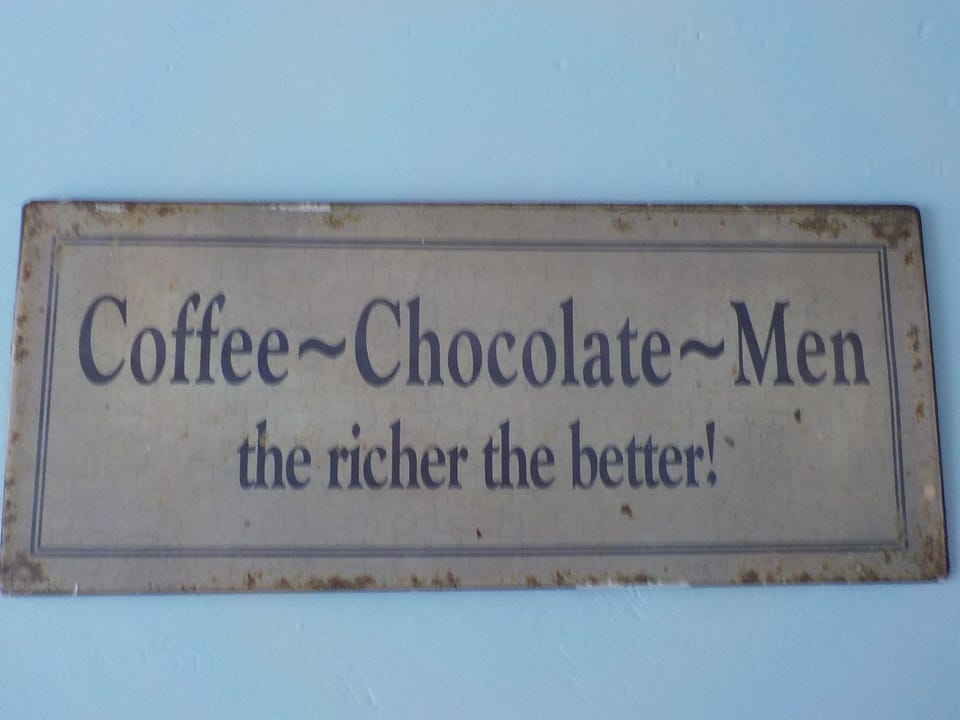 Coffee~Chocolate~Men
the richer the better!